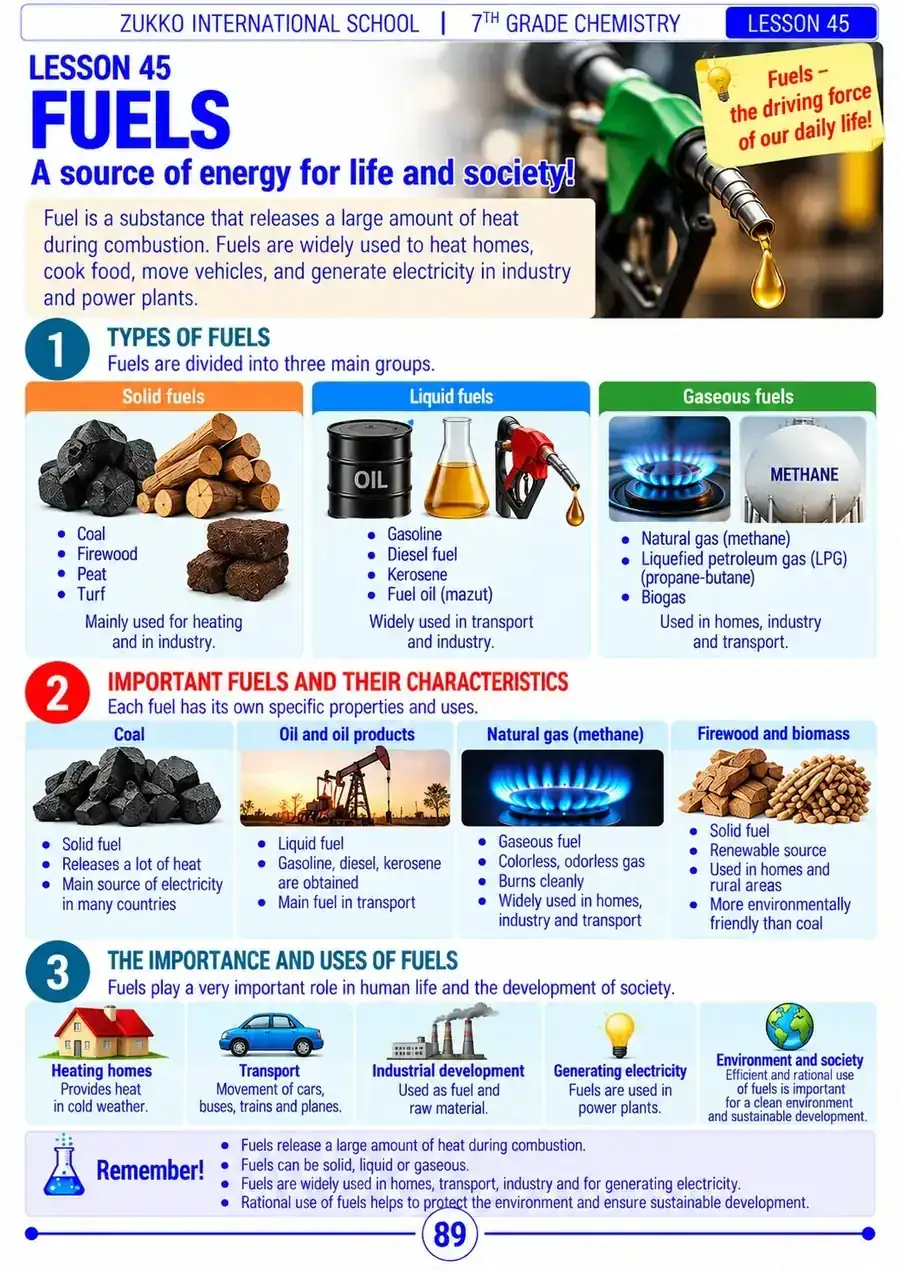 ZUKKO INTERNATIONAL SCHOOL | 7TH GRADE CHEMISTRY LESSON 45
LESSON 45
FUELS
A source of energy for life and society!
Fuels –
the driving force
of our daily life!
Fuel is a substance that releases a large amount of heat
during combustion. Fuels are widely used to heat homes,
cook food, move vehicles, and generate electricity in industry
and power plants.
1
TYPES OF FUELS
Fuels are divided into three main groups.
Solid fuels
• Coal
• Firewood
• Peat
• Turf
Mainly used for heating
and in industry.
Liquid fuels
OIL
• Gasoline
• Diesel fuel
• Kerosene
• Fuel oil (mazut)
Widely used in transport
and industry.
Gaseous fuels
METHANE
• Natural gas (methane)
• Liquefied petroleum gas (LPG)
(propane-butane)
• Biogas
Used in homes, industry
and transport.
2
IMPORTANT FUELS AND THEIR CHARACTERISTICS
Each fuel has its own specific properties and uses.
Coal
• Solid fuel
• Releases a lot of heat
• Main source of electricity
in many countries
Oil and oil products
• Liquid fuel
• Gasoline, diesel, kerosene
are obtained
• Main fuel in transport
Natural gas (methane)
• Gaseous fuel
• Colorless, odorless gas
• Burns cleanly
• Widely used in homes,
industry and transport
Firewood and biomass
• Solid fuel
• Renewable source
• Used in homes and
rural areas
• More environmentally
friendly than coal
3
THE IMPORTANCE AND USES OF FUELS
Fuels play a very important role in human life and the development of society.
Heating homes
Provides heat
in cold weather.
Transport
Movement of cars,
buses, trains and planes.
Industrial development
Used as fuel and
raw material.
Generating electricity
Fuels are used in
power plants.
Environment and society
Efficient and rational use
of fuels is important
for a clean environment
and sustainable development.
Remember!
• Fuels release a large amount of heat during combustion.
• Fuels can be solid, liquid or gaseous.
• Fuels are widely used in homes, transport, industry and for generating electricity.
• Rational use of fuels helps to protect the environment and ensure sustainable development.
89